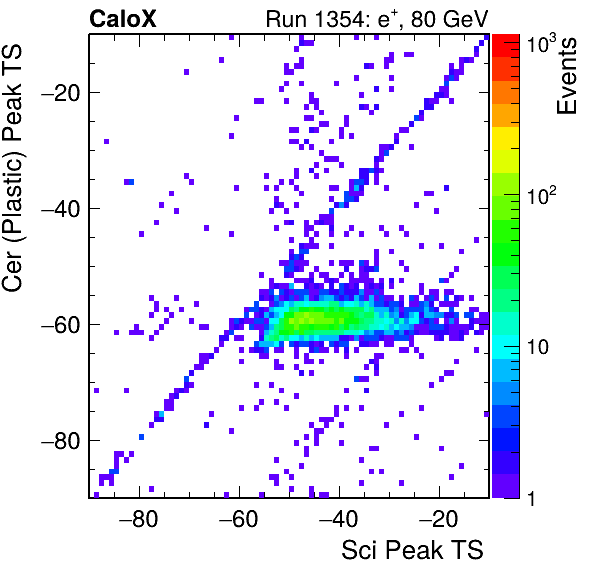 CaloX Run 1354: e⁺, 80 GeV
Cer (Plastic) Peak TS
−20
−40
−60
−80
−80 −60 −40 −20
Sci Peak TS
Events
10³
10²
10
1